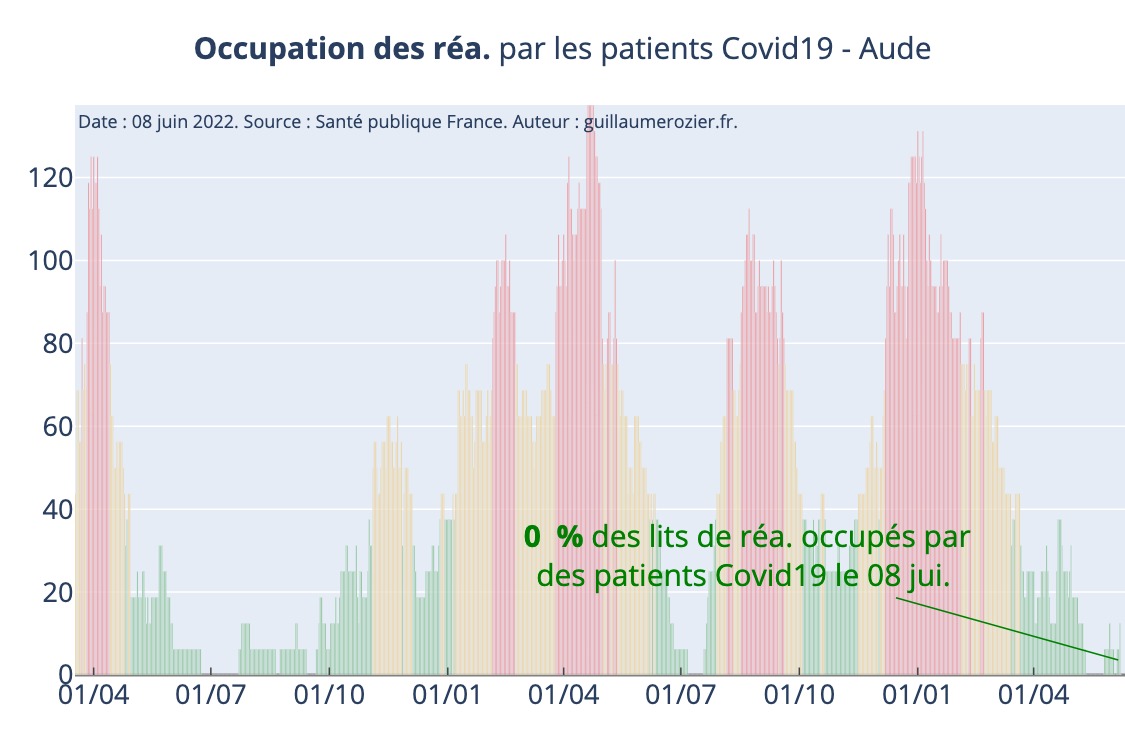 Occupation des réa. par les patients Covid19 - Aude
Date : 08 juin 2022. Source : Santé publique France. Auteur : guillaumerozier.fr.
120
100
80
60
40
20
0
0 % des lits de réa. occupés par
des patients Covid19 le 08 jui.
01/04 01/07 01/10 01/01 01/04 01/07 01/10 01/01 01/04